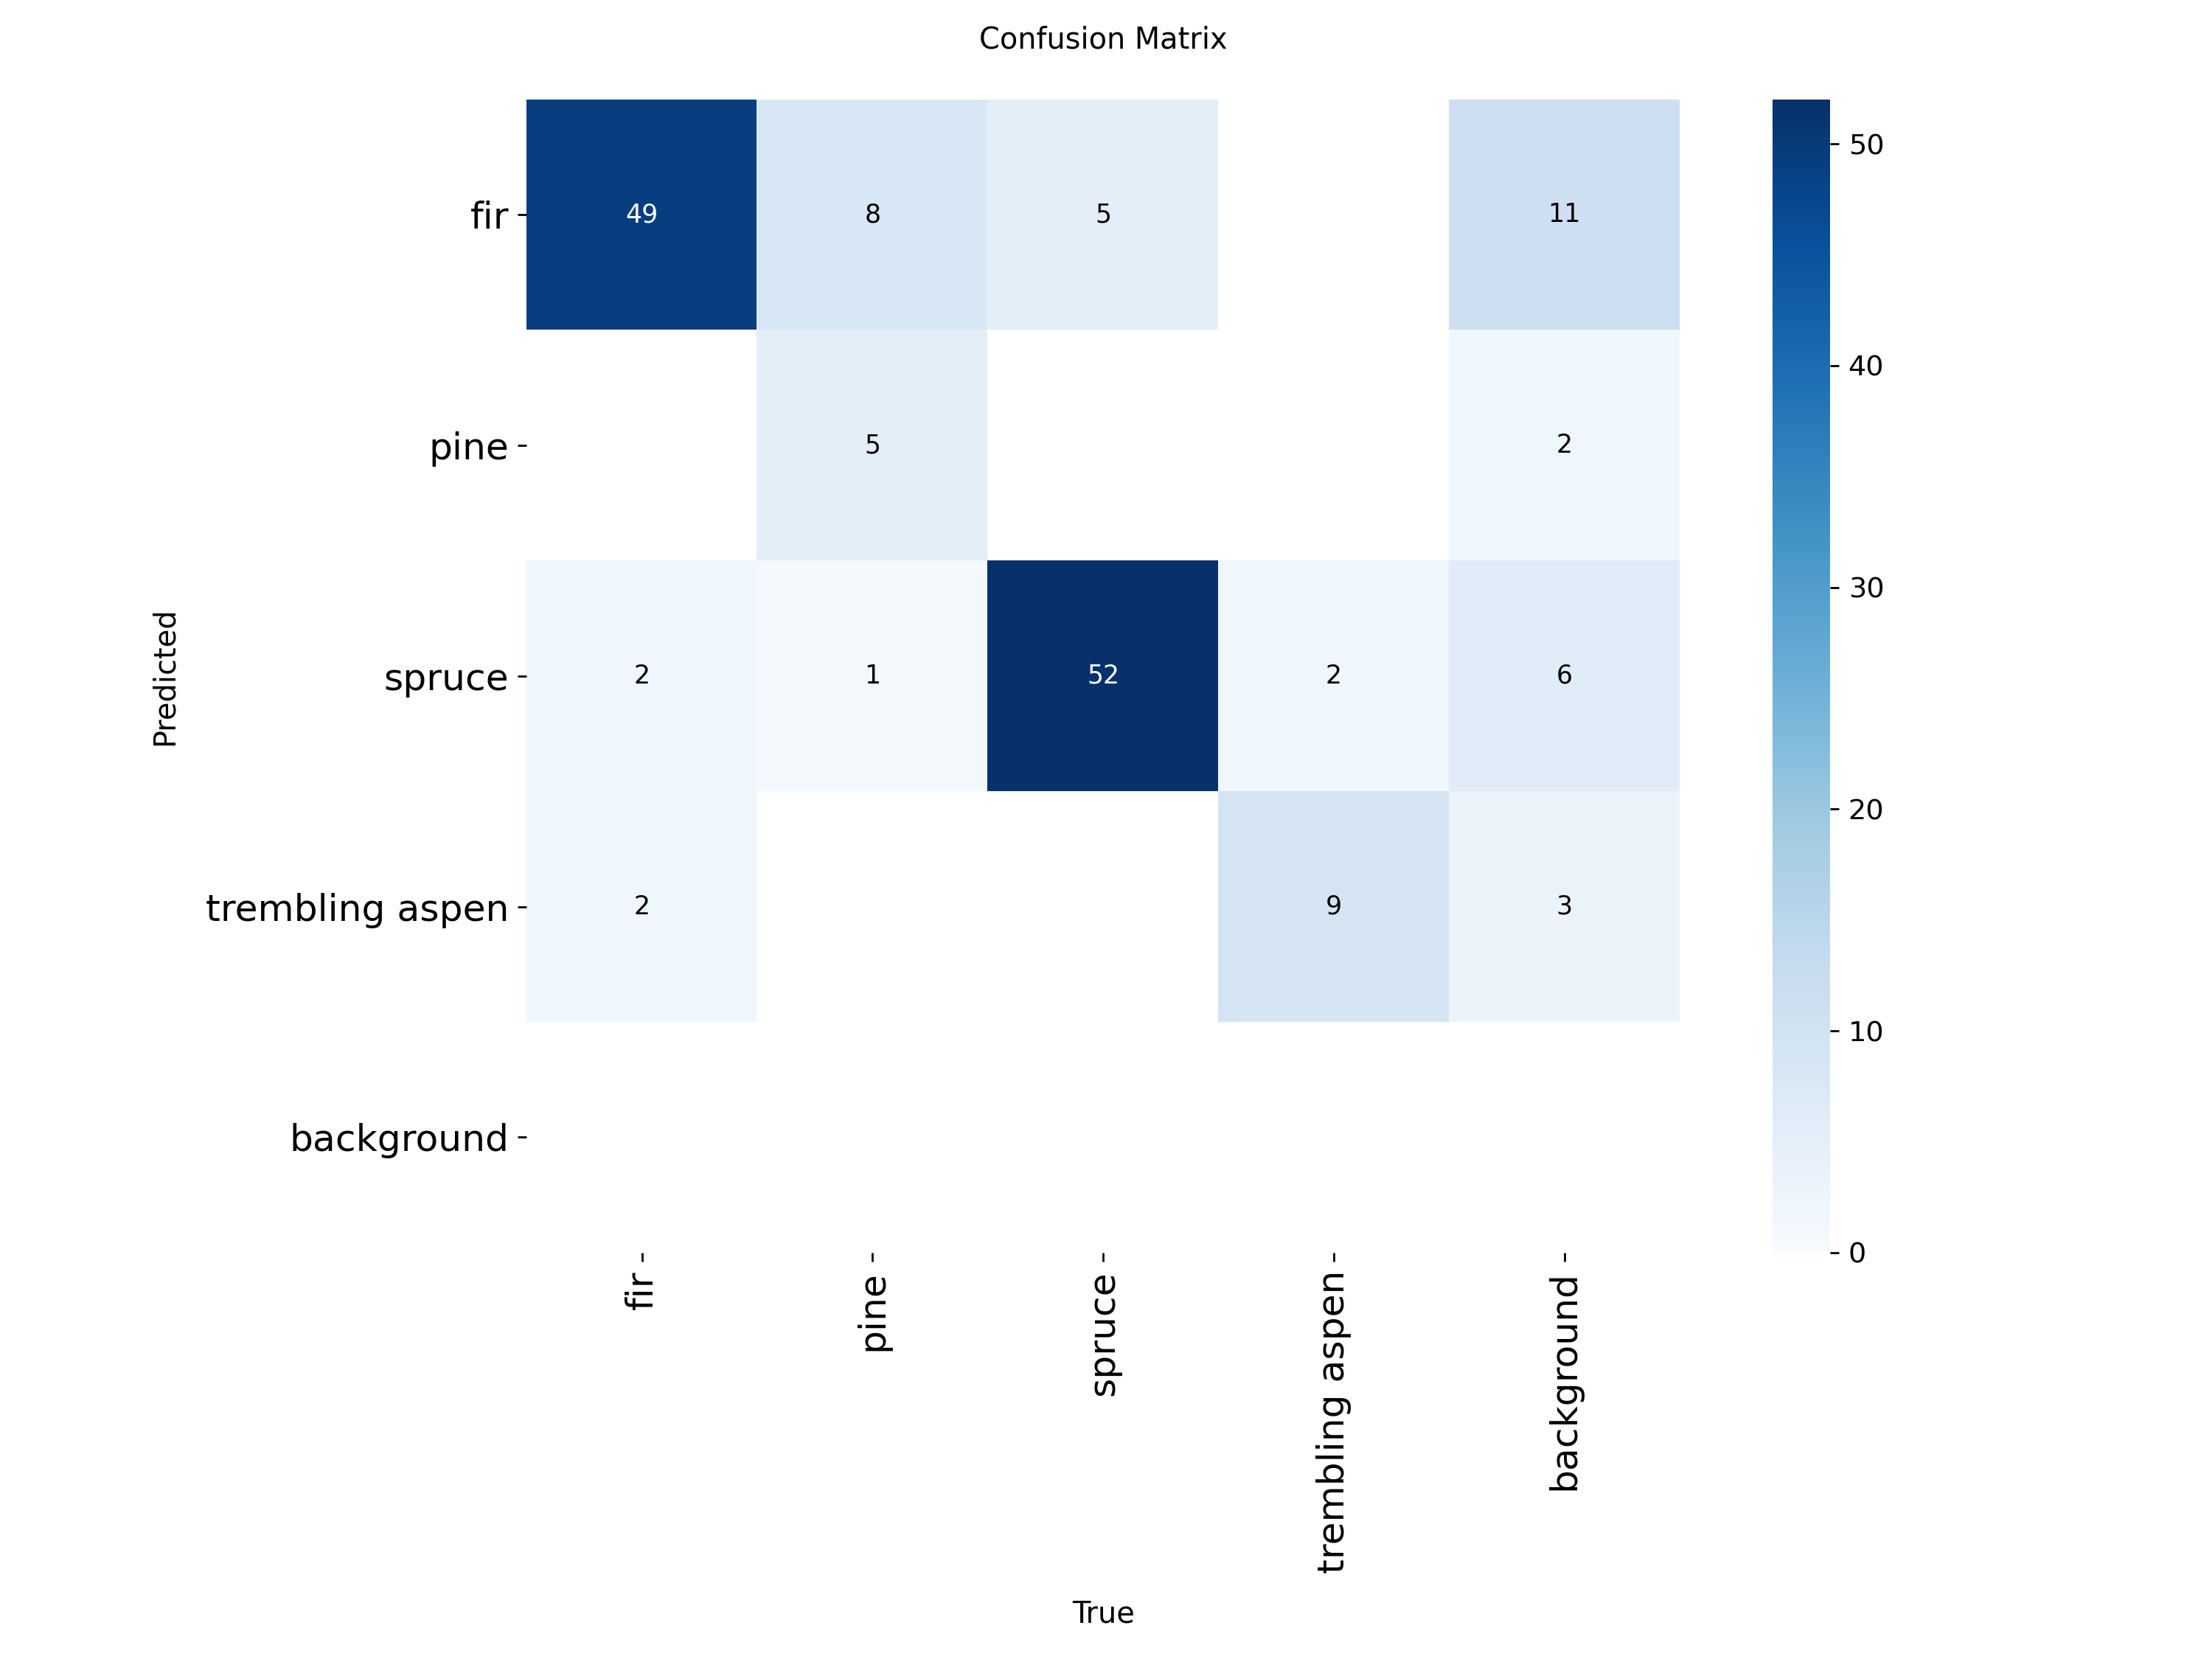 Confusion Matrix
fir
49
8
5
11
pine
5
2
spruce
2
1
52
2
6
trembling aspen
2
9
3
background
fir
pine
spruce
trembling aspen
background
Predicted
True
50
40
30
20
10
0